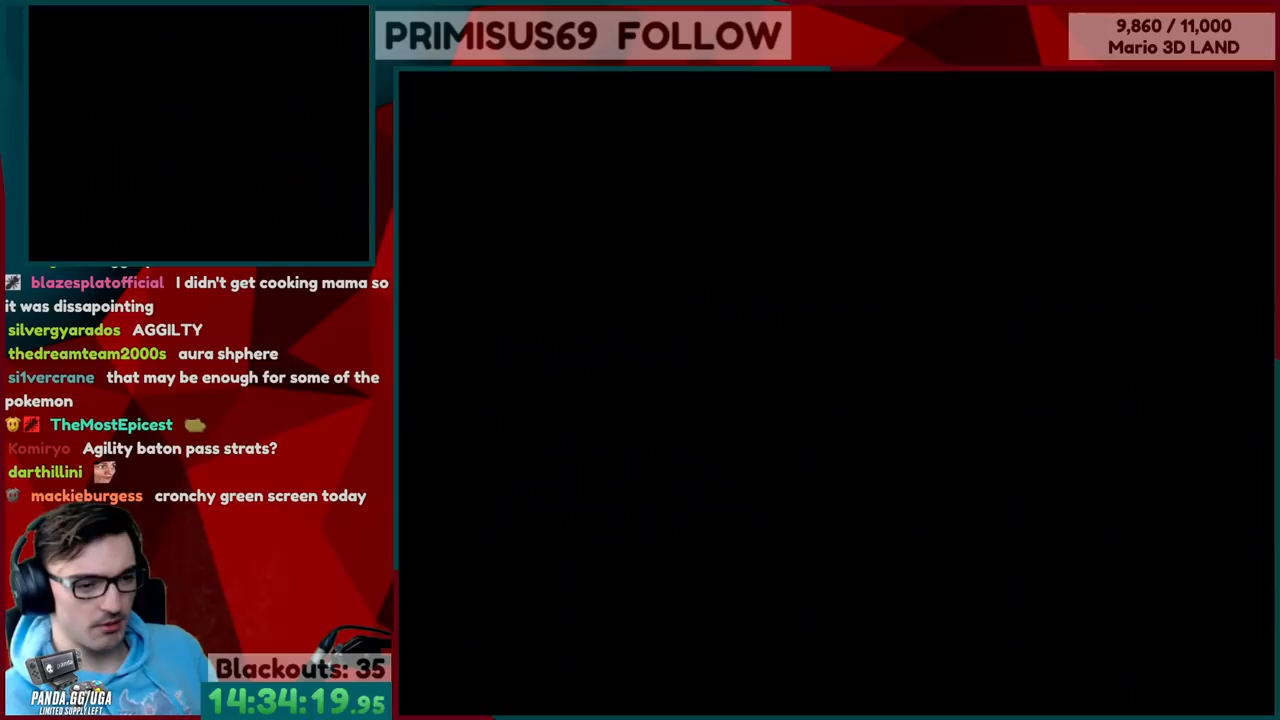 PRIMISUS69 FOLLOW
9,860 / 11,000
Mario 3D LAND
blazesplatofficial I didn't get cooking mama so
it was dissapointing
silvergyarados AGGILTY
thedreamteam2000s aura shphere
si1vercrane that may be enough for some of the
pokemon
TheMostEpicest
Komiryo Agility baton pass strats?
darthillini
mackieburgess cronchy green screen today
panda
PANDA.GG/UGA
LIMITED SUPPLY LEFT
Blackouts: 35
14:34:19.95